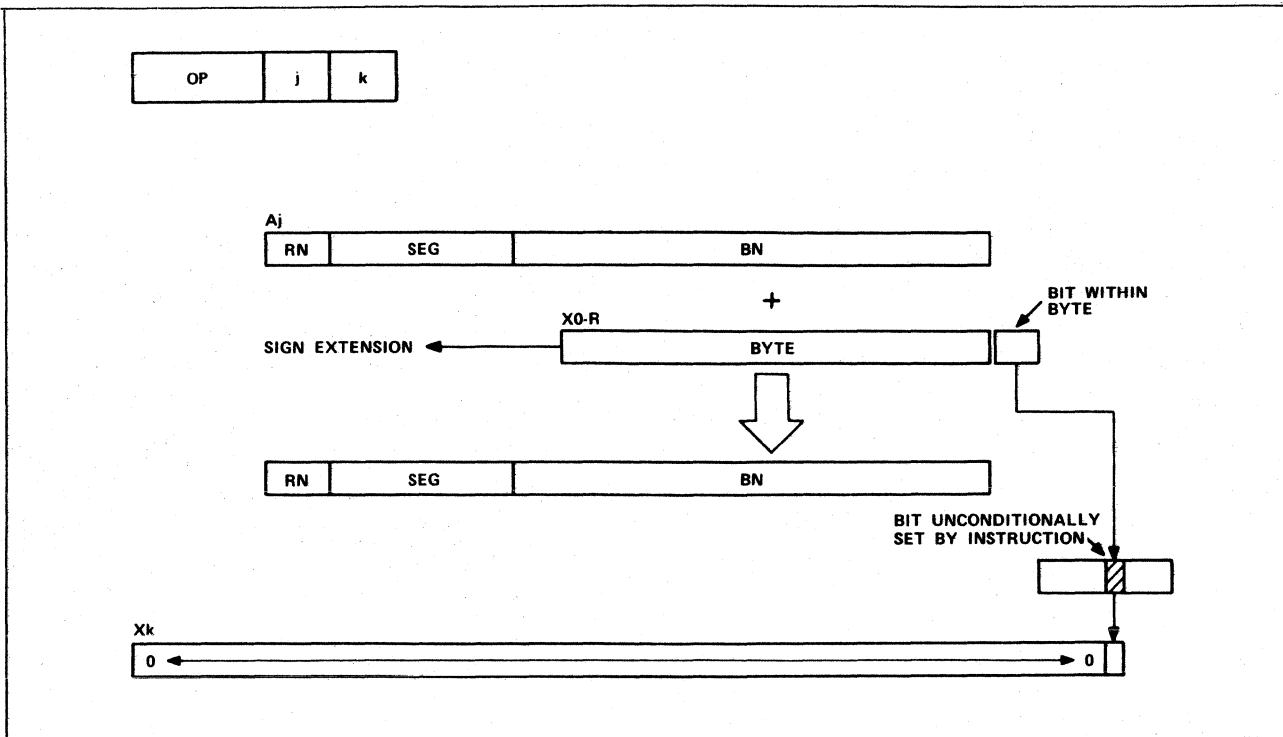 OP j k
Aj
RN SEG BN
+
BIT WITHIN
BYTE
X0-R
SIGN EXTENSION BYTE
RN SEG BN
BIT UNCONDITIONALLY
SET BY INSTRUCTION
Xk
0 0